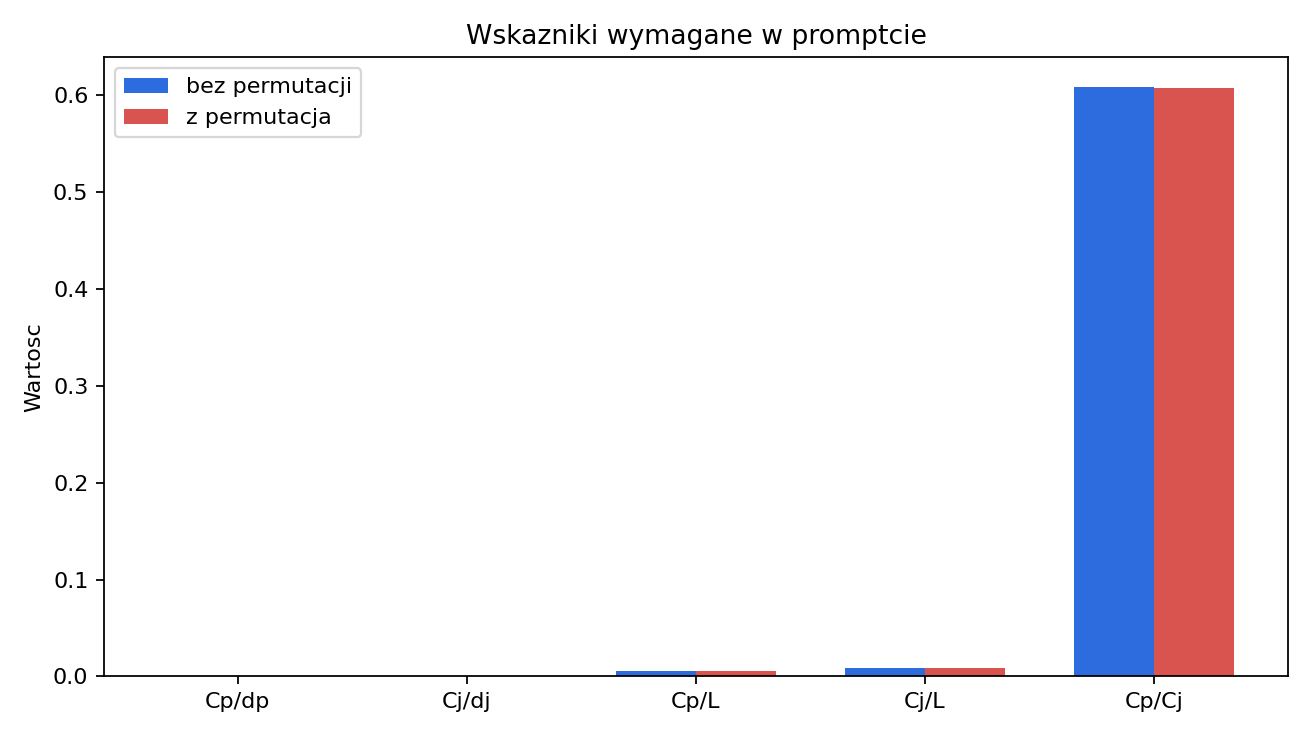 Wskazniki wymagane w promptcie
bez permutacji
z permutacja
Wartosc
0.6
0.5
0.4
0.3
0.2
0.1
0.0
Cp/dp
Cj/dj
Cp/L
Cj/L
Cp/Cj